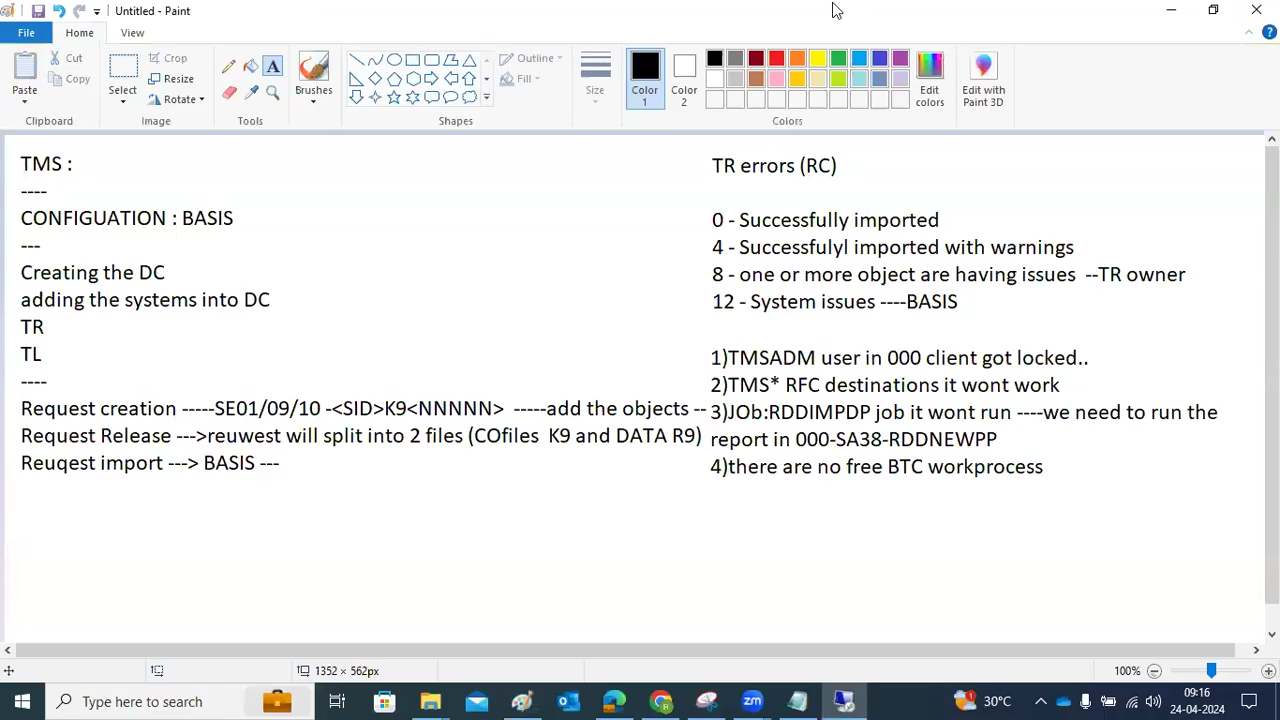 Untitled - Paint
File
Home
View
Paste
Cut
Copy
Clipboard
Select
Crop
Resize
Rotate
Image
Tools
Brushes
Shapes
Outline
Fill
Size
Color 1
Color 2
Edit colors
Colors
Edit with Paint 3D
TMS :
----
CONFIGUATION : BASIS
---
Creating the DC
adding the systems into DC
TR
TL
----
Request creation -----SE01/09/10 -<SID>K9<NNNNN> -----add the objects --
Request Release --->reuwest will split into 2 files (COfiles K9 and DATA R9)
Reuqest import ---> BASIS ---
TR errors (RC)
0 - Successfully imported
4 - Successfulyl imported with warnings
8 - one or more object are having issues --TR owner
12 - System issues ----BASIS
1)TMSADM user in 000 client got locked..
2)TMS* RFC destinations it wont work
3)JOb:RDDIMPDP job it wont run ----we need to run the
report in 000-SA38-RDDNEWPP
4)there are no free BTC workprocess
1352 × 562px
100%
Type here to search
30°C
09:16
24-04-2024